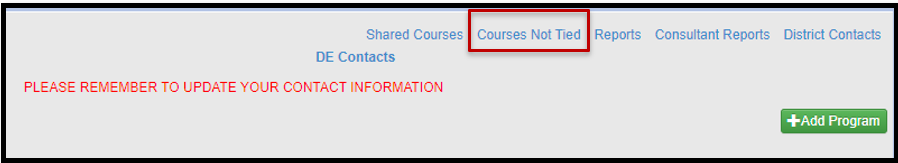 Shared Courses Courses Not Tied Reports Consultant Reports District Contacts
DE Contacts
PLEASE REMEMBER TO UPDATE YOUR CONTACT INFORMATION
+Add Program